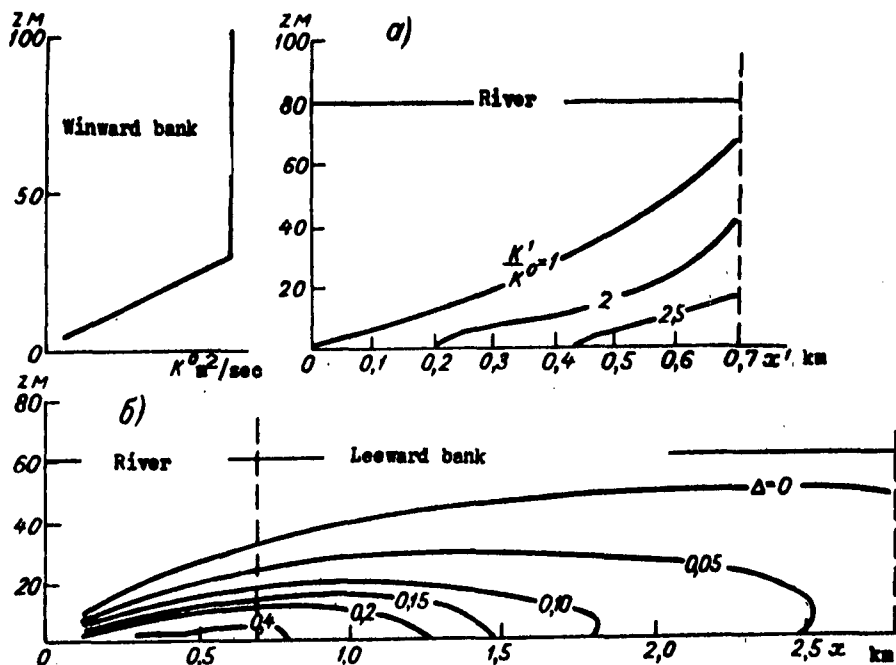 z м
100
50
0
Winward bank
K⁰ m²/sec
a)
100
80
60
40
20
River
K'/K⁰=1
2
2,5
0 0,1 0,2 0,3 0,4 0,5 0,6 0,7 x' km
z м
б)
80
60
40
20
River
Leeward bank
Δ=0
0,05
0,10
0,15
0,2
0,4
0 0,5 1,0 1,5 2,0 2,5 x km